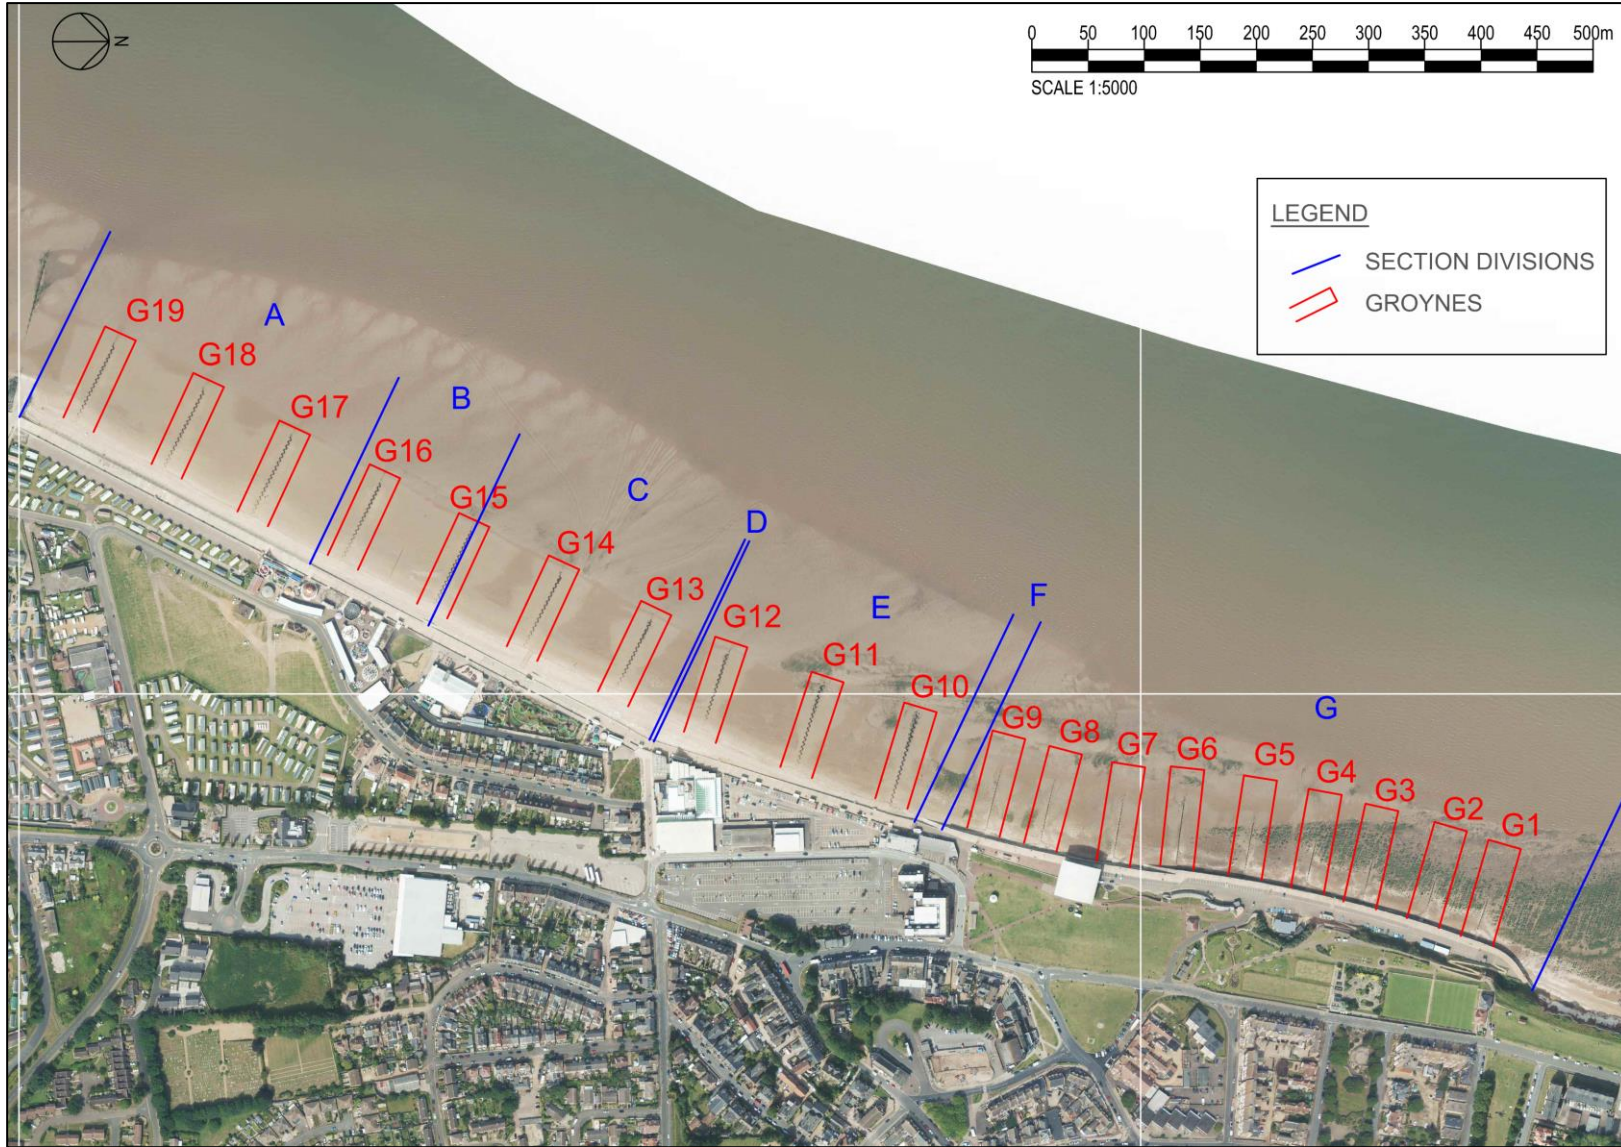 N
0 50 100 150 200 250 300 350 400 450 500m
SCALE 1:5000
LEGEND
SECTION DIVISIONS
GROYNES
G19
A
G18
G17
B
G16
G15
C
G14
D
G13
G12
E
F
G11
G10
G
G9
G8
G7
G6
G5
G4
G3
G2
G1